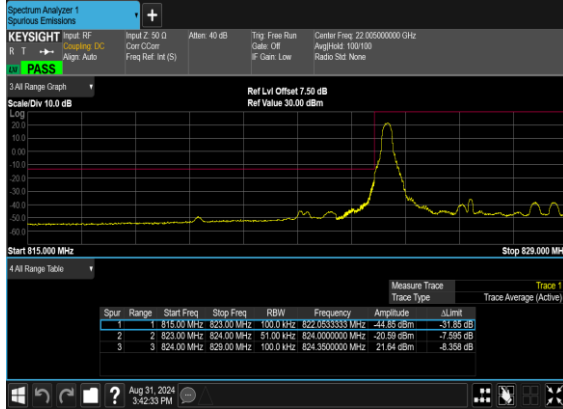 Spectrum Analyzer 1
Spurious Emissions
+
KEYSIGHT Input: RF Input Z: 50 Ω Atten: 40 dB Trig: Free Run Center Freq: 22.005000000 GHz
R T Coupling: DC Corr CCorr Gate: Off Avg|Hold: 100/100
Align: Auto Freq Ref: Int (S) IF Gain: Low Radio Std: None
PASS
3 All Range Graph
Ref Lvl Offset 7.50 dB
Scale/Div 10.0 dB Ref Value 30.00 dBm
Log
20.0
10.0
0.00
-10.0
-20.0
-30.0
-40.0
-50.0
-60.0
Start 815.000 MHz Stop 829.000 MH
4 All Range Table
Measure Trace Trace 1
Trace Type Trace Average (Active)
Spur Range Start Freq Stop Freq RBW Frequency Amplitude ΔLimit
1 1 815.00 MHz 823.00 MHz 100.0 kHz 822.0533333 MHz -44.85 dBm -31.85 dB
2 2 823.00 MHz 824.00 MHz 51.00 kHz 824.0000000 MHz -20.59 dBm -7.595 dB
3 3 824.00 MHz 829.00 MHz 100.0 kHz 824.3500000 MHz 21.64 dBm -8.358 dB
? Aug 31, 2024
3:42:33 PM